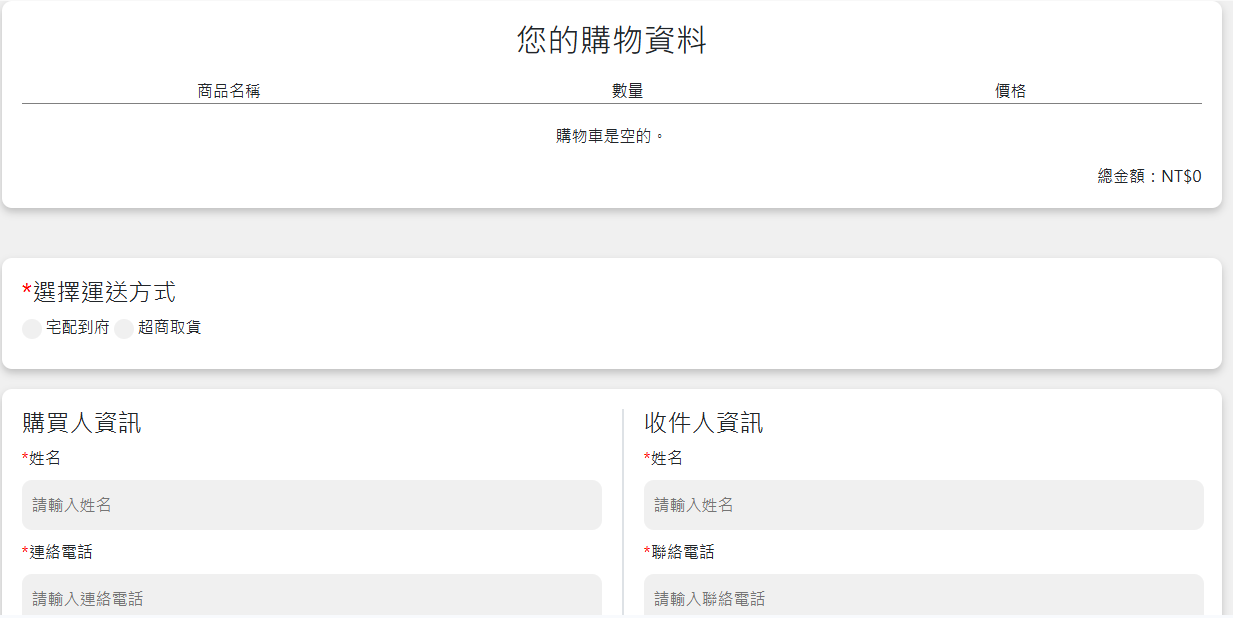 您的購物資料
商品名稱 數量 價格
購物車是空的。
總金額：NT$0
*選擇運送方式
宅配到府 超商取貨
購買人資訊
*姓名
請輸入姓名
*連絡電話
請輸入連絡電話
收件人資訊
*姓名
請輸入姓名
*聯絡電話
請輸入聯絡電話